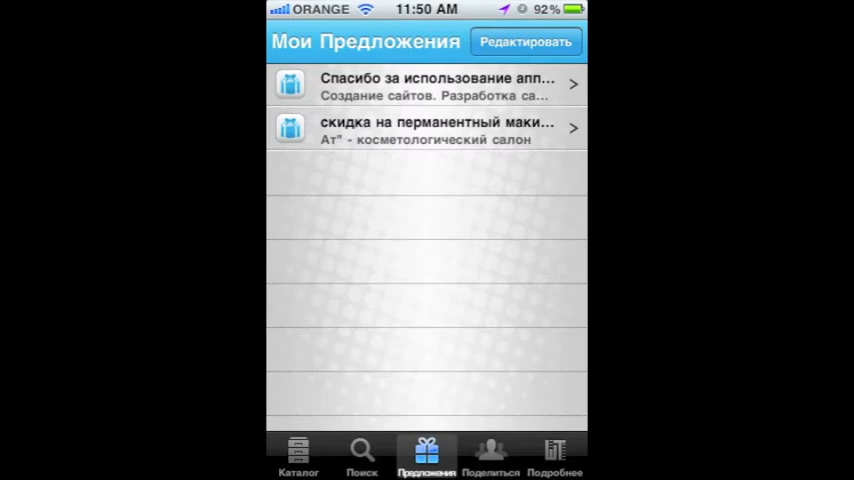 ORANGE 11:50 AM 92%
Мои Предложения Редактировать
Спасибо за использование апп...
Создание сайтов. Разработка са...
скидка на перманентный маки...
Ат" - косметологический салон
Каталог Поиск Предложения Поделиться Подробнее